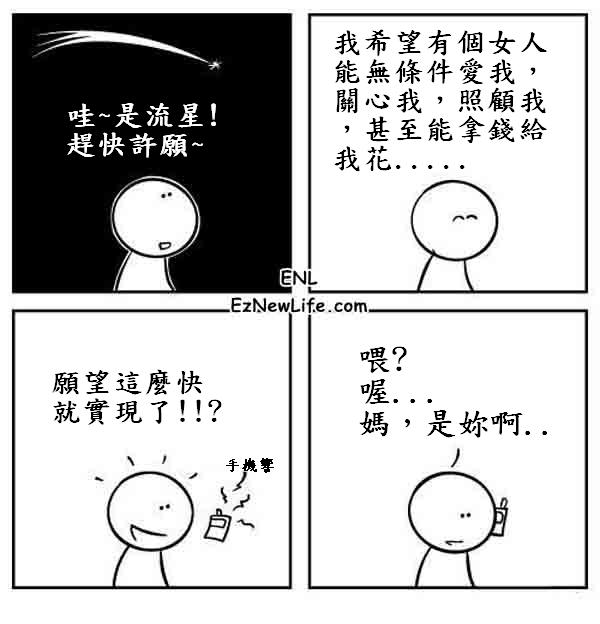 哇~是流星!
趕快許願~
我希望有個女人
能無條件愛我，
關心我，照顧我
，甚至能拿錢給
我花.....
ENL
EzNewLife.com
願望這麼快
就實現了!!?
手機響
喂?
喔...
媽，是妳啊..